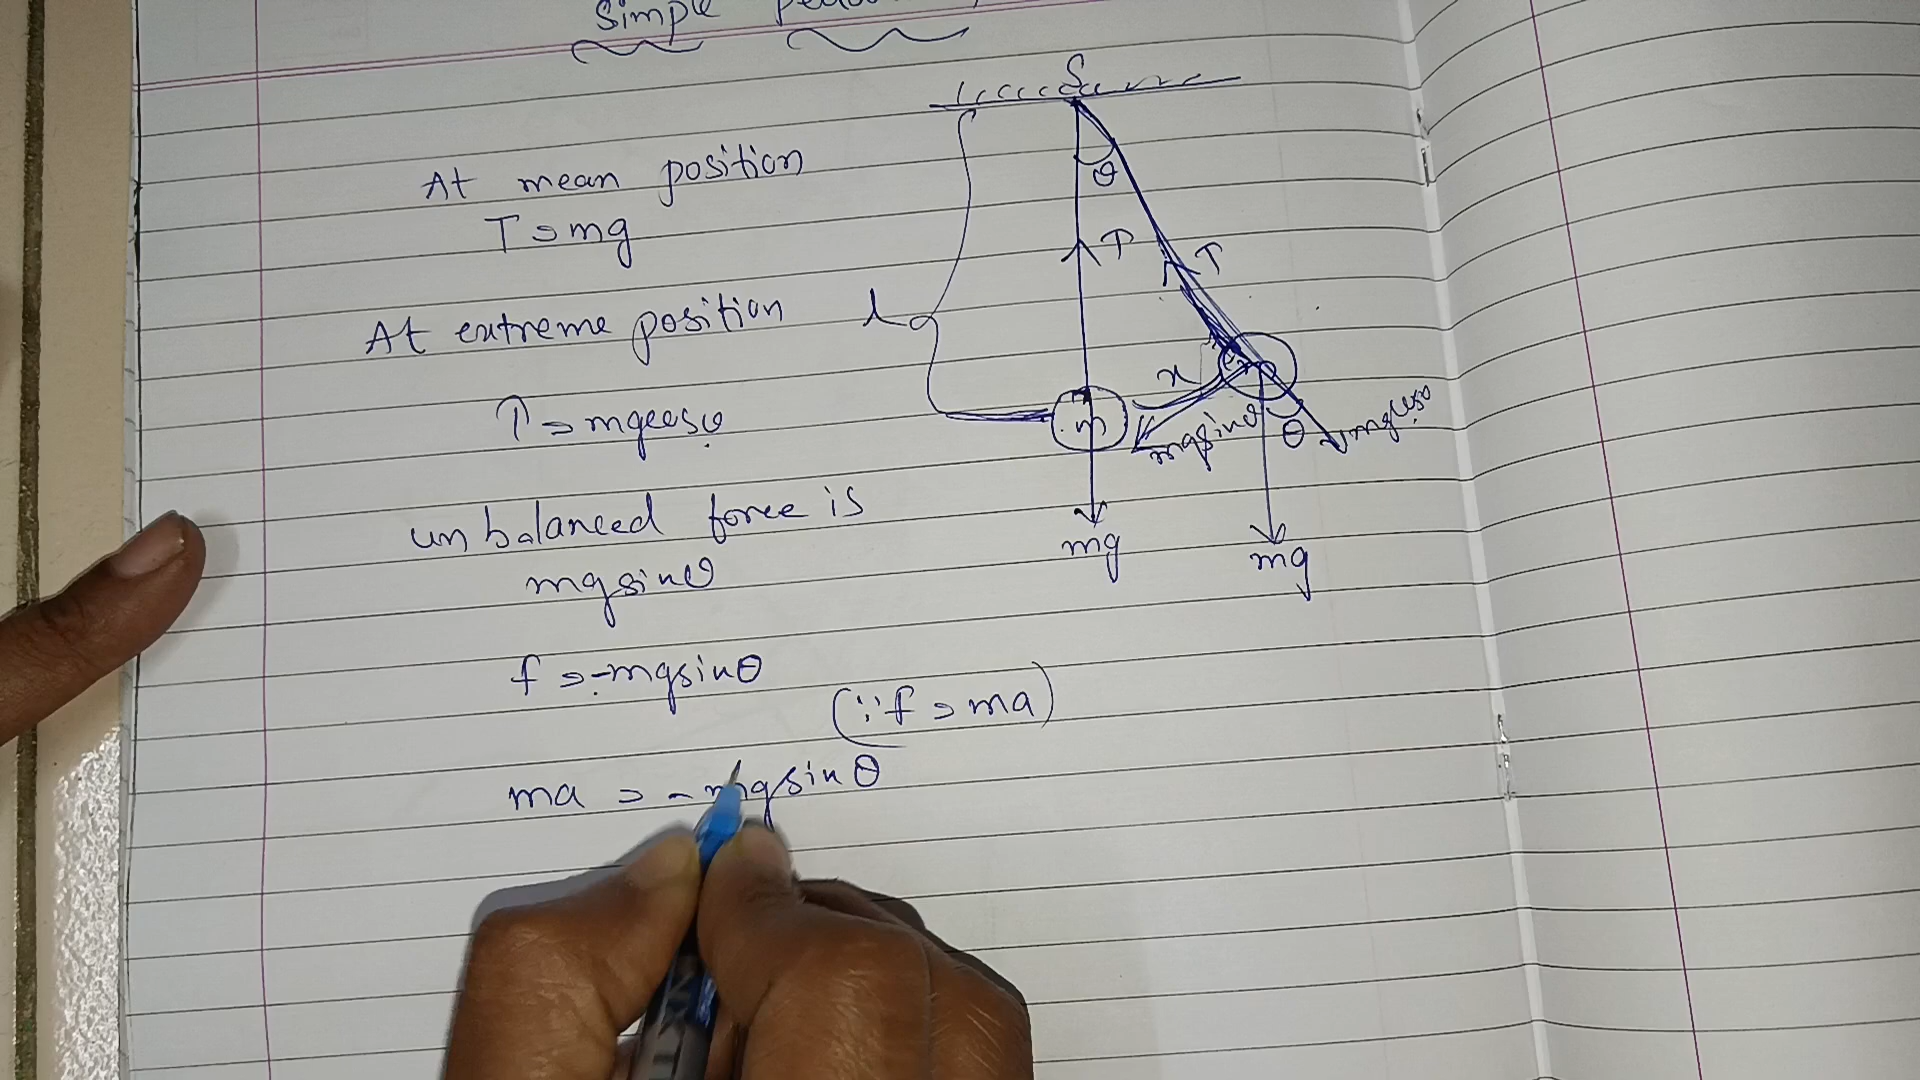 Simple
At mean position
T = mg
At extreme position
T = mgcosθ
unbalanced force is
mgsinθ
f = -mgsinθ
(∵ f = ma)
ma = -mgsinθ
S
θ
T
T
l
x
m
mgsinθ
θ
mgcosθ
mg
mg